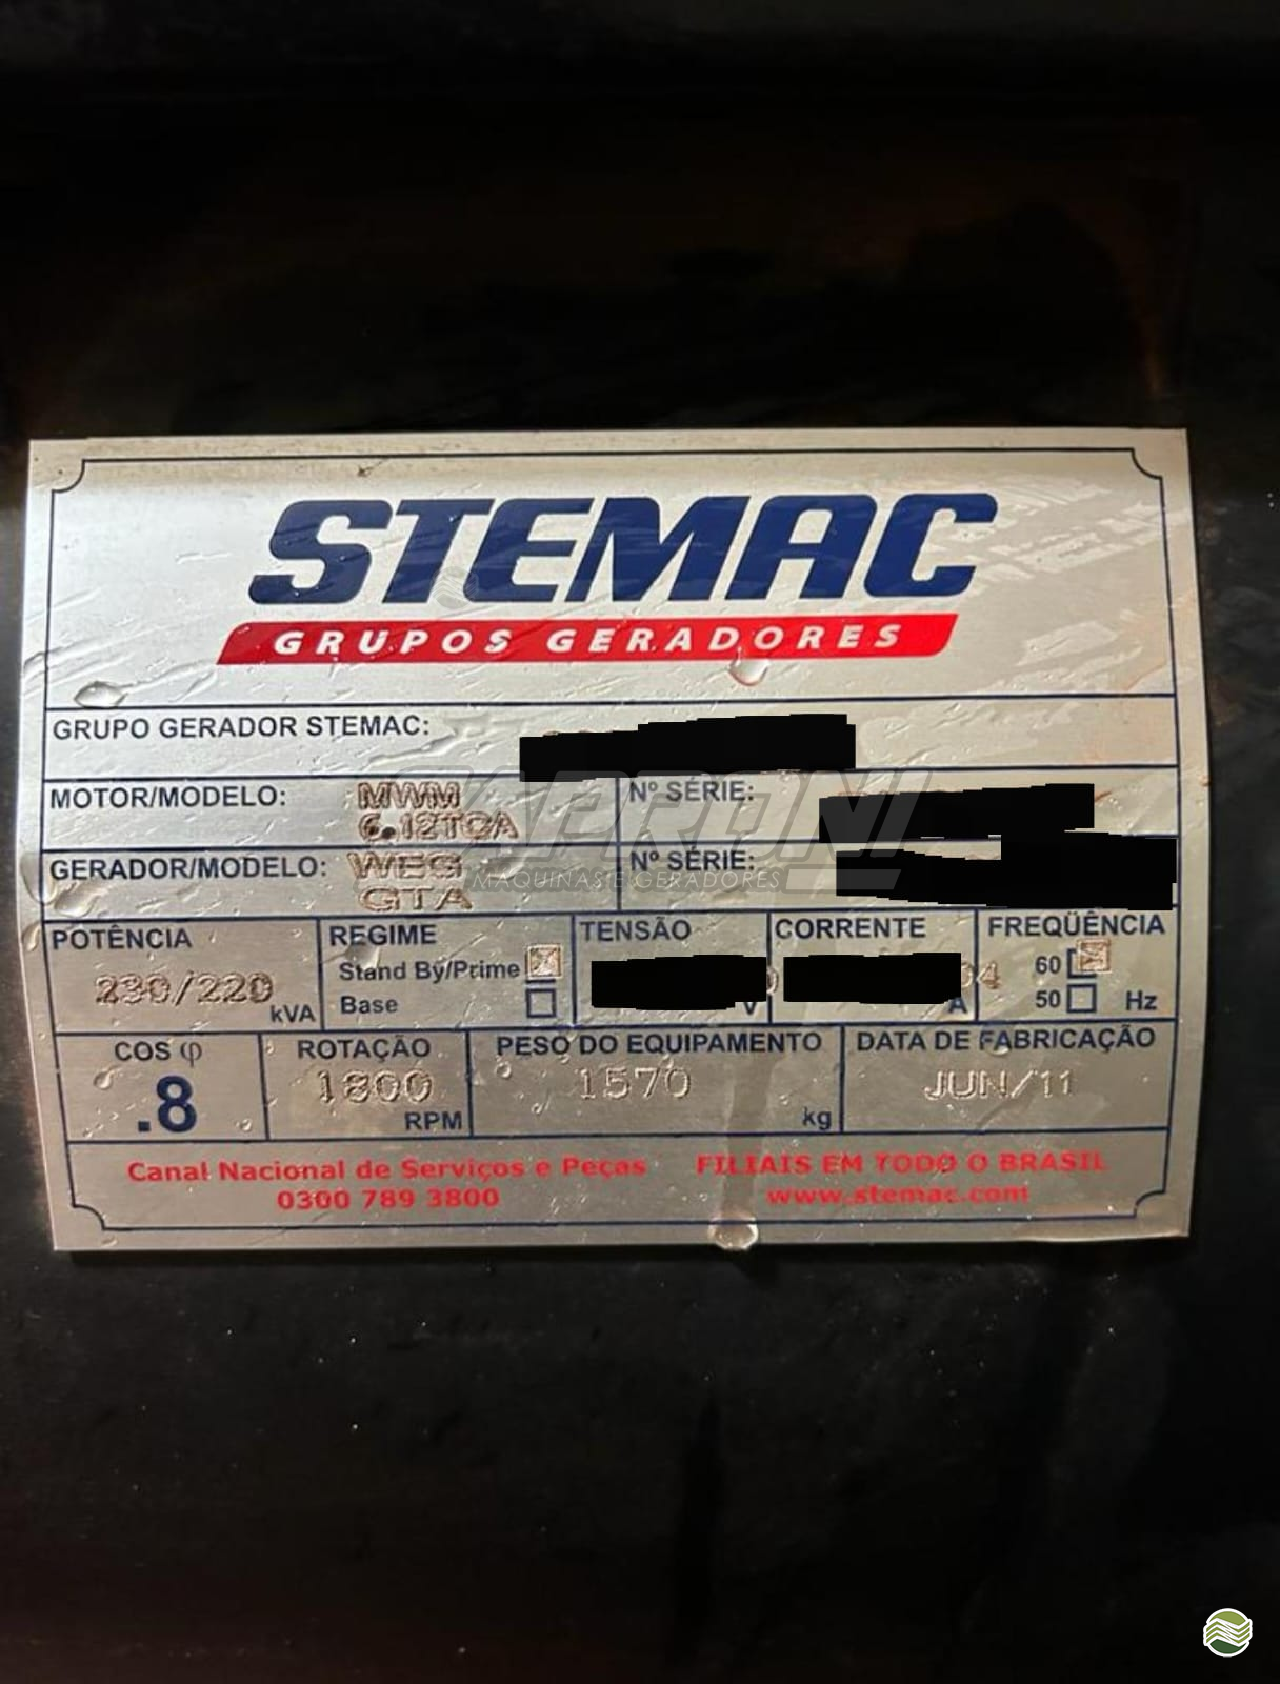 STEMAC
GRUPOS GERADORES
GRUPO GERADOR STEMAC:
MOTOR/MODELO: MWM 6.12TCA Nº SÉRIE:
GERADOR/MODELO: WEG GTA Nº SÉRIE:
KAPRONI
MÁQUINAS E GERADORES
POTÊNCIA 230/220 kVA
REGIME
Stand By/Prime
Base
TENSÃO V
CORRENTE A
FREQÜÊNCIA
60
50 Hz
COS φ .8
ROTAÇÃO 1800 RPM
PESO DO EQUIPAMENTO 1570 kg
DATA DE FABRICAÇÃO JUN/11
Canal Nacional de Serviços e Peças
0300 789 3800
FILIAIS EM TODO O BRASIL
www.stemac.com